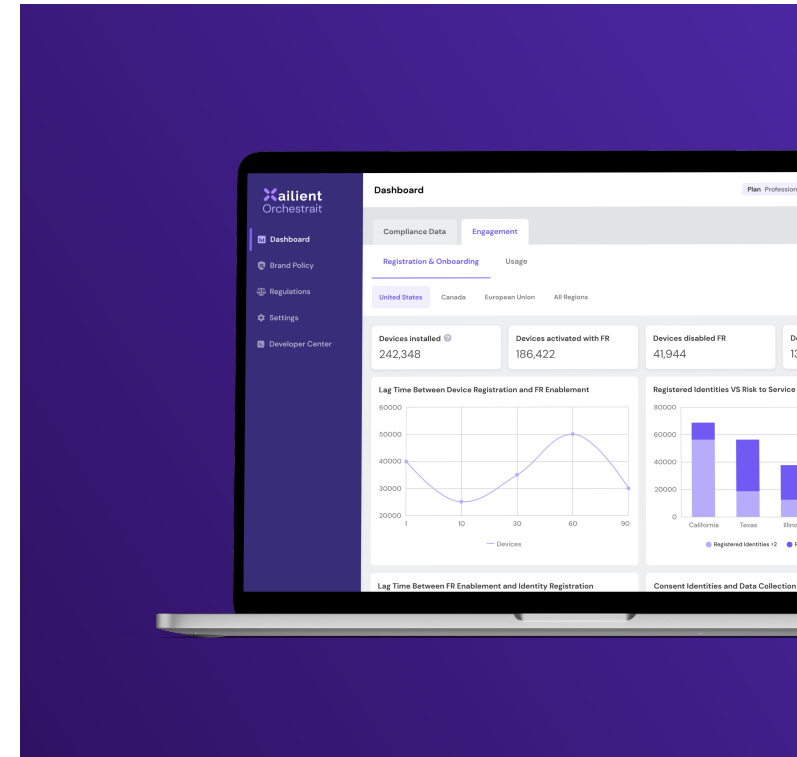 Xailient
Orchestrait
Dashboard
Brand Policy
Regulations
Settings
Developer Center
Dashboard
Plan Profession
Compliance Data Engagement
Registration & Onboarding Usage
United States Canada European Union All Regions
Devices installed
242,348
Devices activated with FR
186,422
Devices disabled FR
41,944
Lag Time Between Device Registration and FR Enablement
60000
50000
40000
30000
20000
1 10 30 60 90
Devices
Registered Identities VS Risk to Service
80000
60000
40000
20000
0
California Texas Illino
Registered Identities >2
Lag Time Between FR Enablement and Identity Registration
Consent Identities and Data Collection